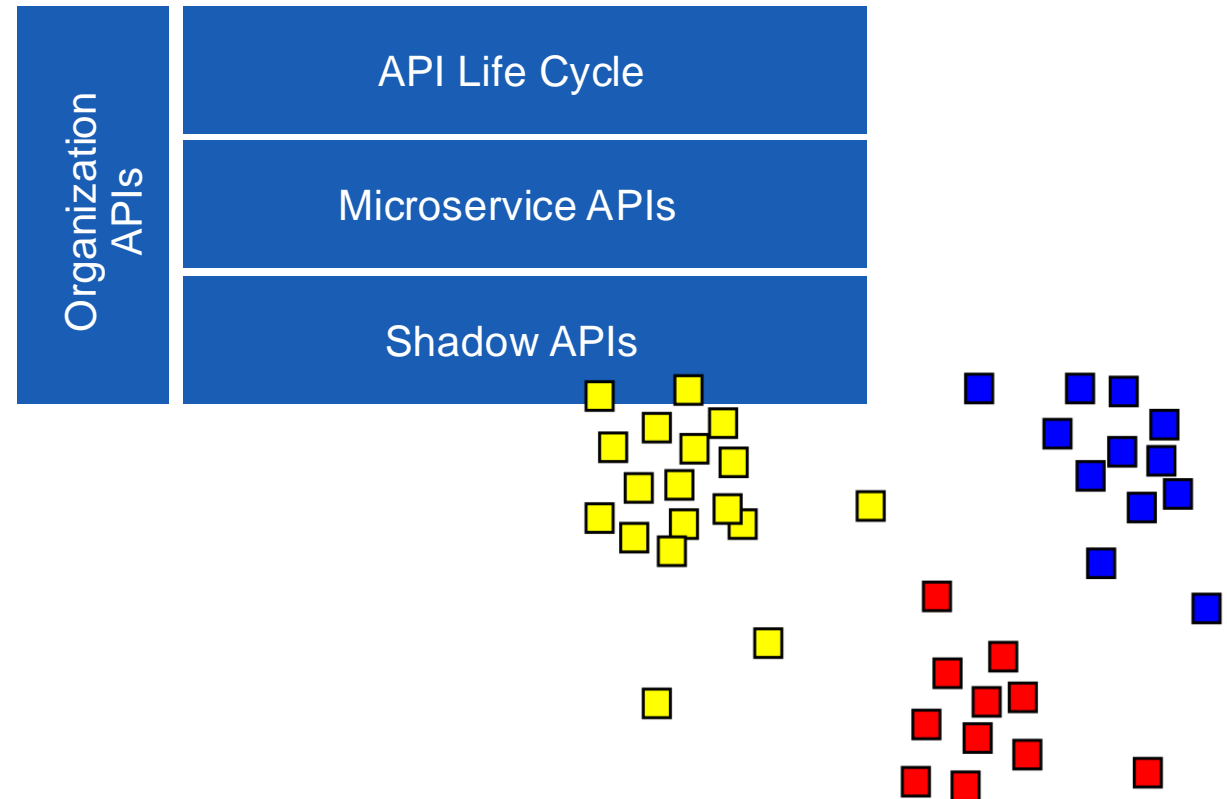 Organization
APIs
API Life Cycle
Microservice APIs
Shadow APIs